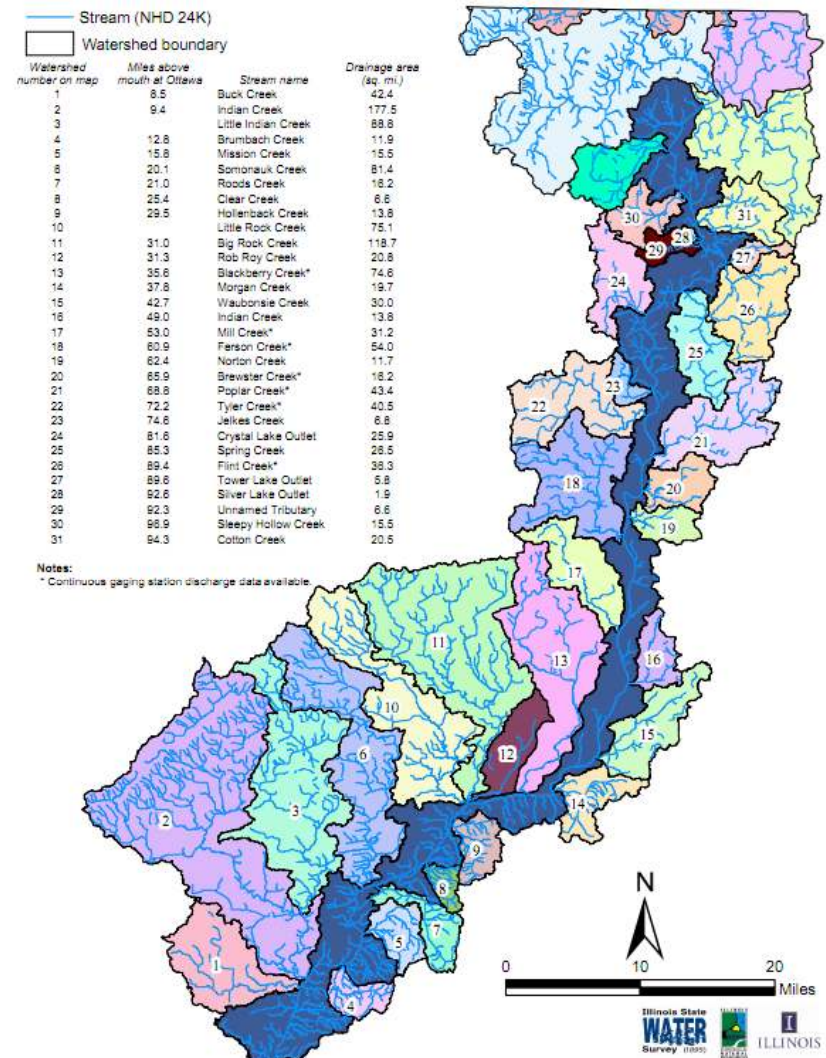 Stream (NHD 24K)
Watershed boundary
Watershed number on map Miles above mouth at Ottawa Stream name Drainage area (sq. mi.)
1 8.5 Buck Creek 42.4
2 9.4 Indian Creek 177.5
3 Little Indian Creek 88.8
4 12.8 Brumbach Creek 11.9
5 15.8 Mission Creek 15.5
6 20.1 Somonauk Creek 81.4
7 21.0 Roods Creek 16.2
8 25.4 Clear Creek 6.6
9 29.5 Hollenback Creek 13.8
10 Little Rock Creek 75.1
11 31.0 Big Rock Creek 118.7
12 31.3 Rob Roy Creek 20.8
13 35.6 Blackberry Creek* 74.6
14 37.8 Morgan Creek 19.7
15 42.7 Waubonsie Creek 30.0
16 49.0 Indian Creek 13.8
17 53.0 Mill Creek* 31.2
18 60.9 Ferson Creek* 54.0
19 62.4 Norton Creek 11.7
20 65.9 Brewster Creek* 16.2
21 68.8 Poplar Creek* 43.4
22 72.2 Tyler Creek* 40.5
23 74.6 Jelkes Creek 6.8
24 81.6 Crystal Lake Outlet 25.9
25 85.3 Spring Creek 26.5
26 89.4 Flint Creek* 36.3
27 89.6 Tower Lake Outlet 5.8
28 92.6 Silver Lake Outlet 1.9
29 92.3 Unnamed Tributary 6.6
30 96.9 Sleepy Hollow Creek 15.5
31 94.3 Cotton Creek 20.5
Notes:
* Continuous gaging station discharge data available.
30
31
28
29
27
24
26
25
23
22
21
18
20
19
17
11
13
16
10
15
6
12
3
14
2
9
8
7
5
1
4
N
0 10 20
Miles
Illinois State
WATER
Survey (1895)
ILLINOIS